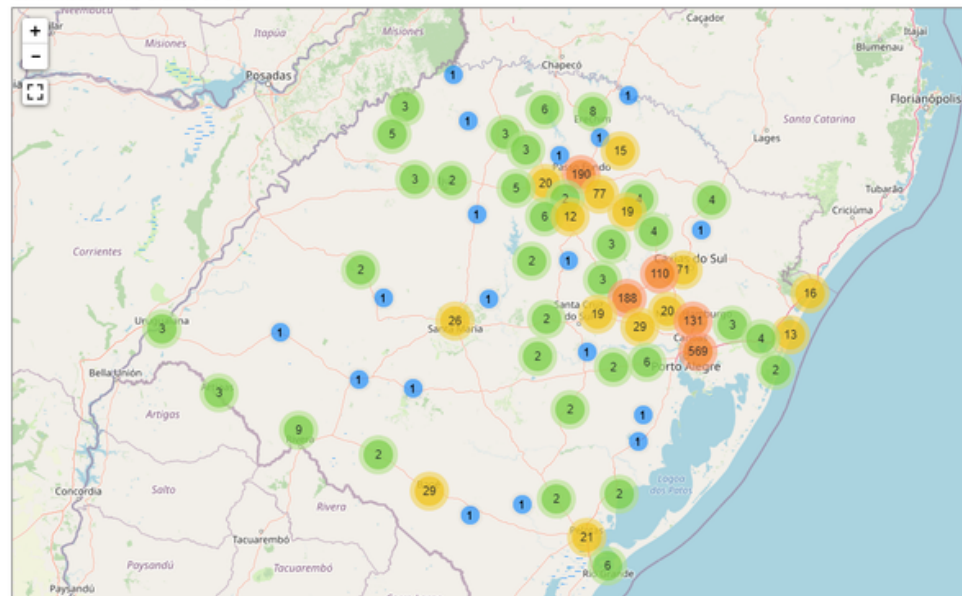 Neembucú
Itapúa
Misiones
Caçador
+
Misiones
Itajaí
Blumenau
−
Posadas
1
Chapecó
1
Florianópolis
3
6
8
1
Santa Catarina
5
3
1
Lages
3
1
15
190
3
2
5
20
77
Tubarão
4
12
19
4
Criciúma
1
6
4
1
Corrientes
3
2
1
Caxias do Sul
2
110
71
3
1
1
188
16
26
Santa Maria
2
19
20
131
3
3
1
29
4
13
2
1
569
Bella Unión
2
6
Porto Alegre
2
1
1
3
Artigas
2
1
9
1
2
Lagoa
dos Patos
Concordia
Salto
29
2
2
1
1
Rivera
21
Tacuarembó
6
Rio Grande
Paysandú
Tacuarembó
Paysandú